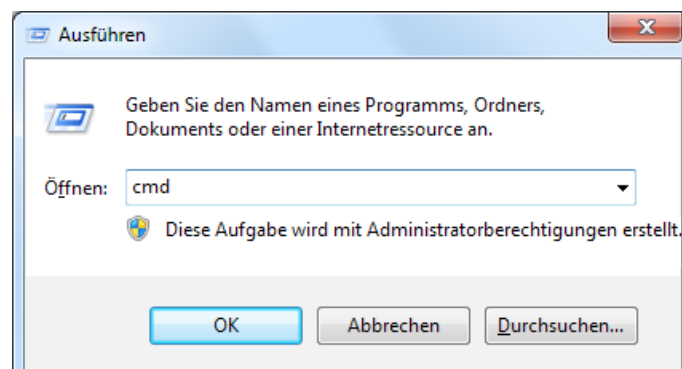 Ausführen
Geben Sie den Namen eines Programms, Ordners,
Dokuments oder einer Internetressource an.
Öffnen: cmd
Diese Aufgabe wird mit Administratorberechtigungen erstellt.
OK Abbrechen Durchsuchen...